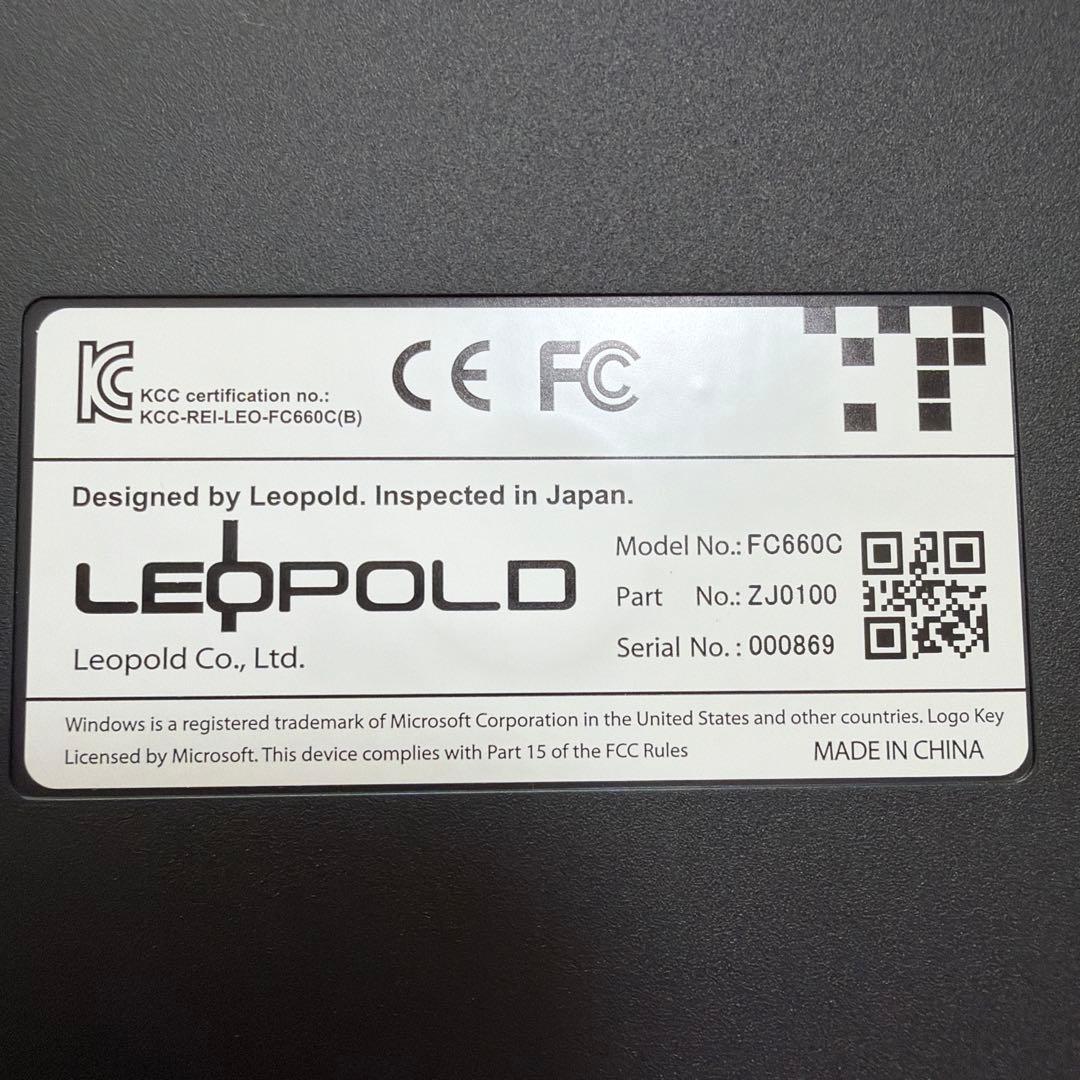 KCC certification no.:
KCC-REI-LEO-FC660C(B)
CE FC
Designed by Leopold. Inspected in Japan.
LEOPOLD
Leopold Co., Ltd.
Model No.: FC660C
Part No.: ZJ0100
Serial No. : 000869
Windows is a registered trademark of Microsoft Corporation in the United States and other countries. Logo Key
Licensed by Microsoft. This device complies with Part 15 of the FCC Rules
MADE IN CHINA